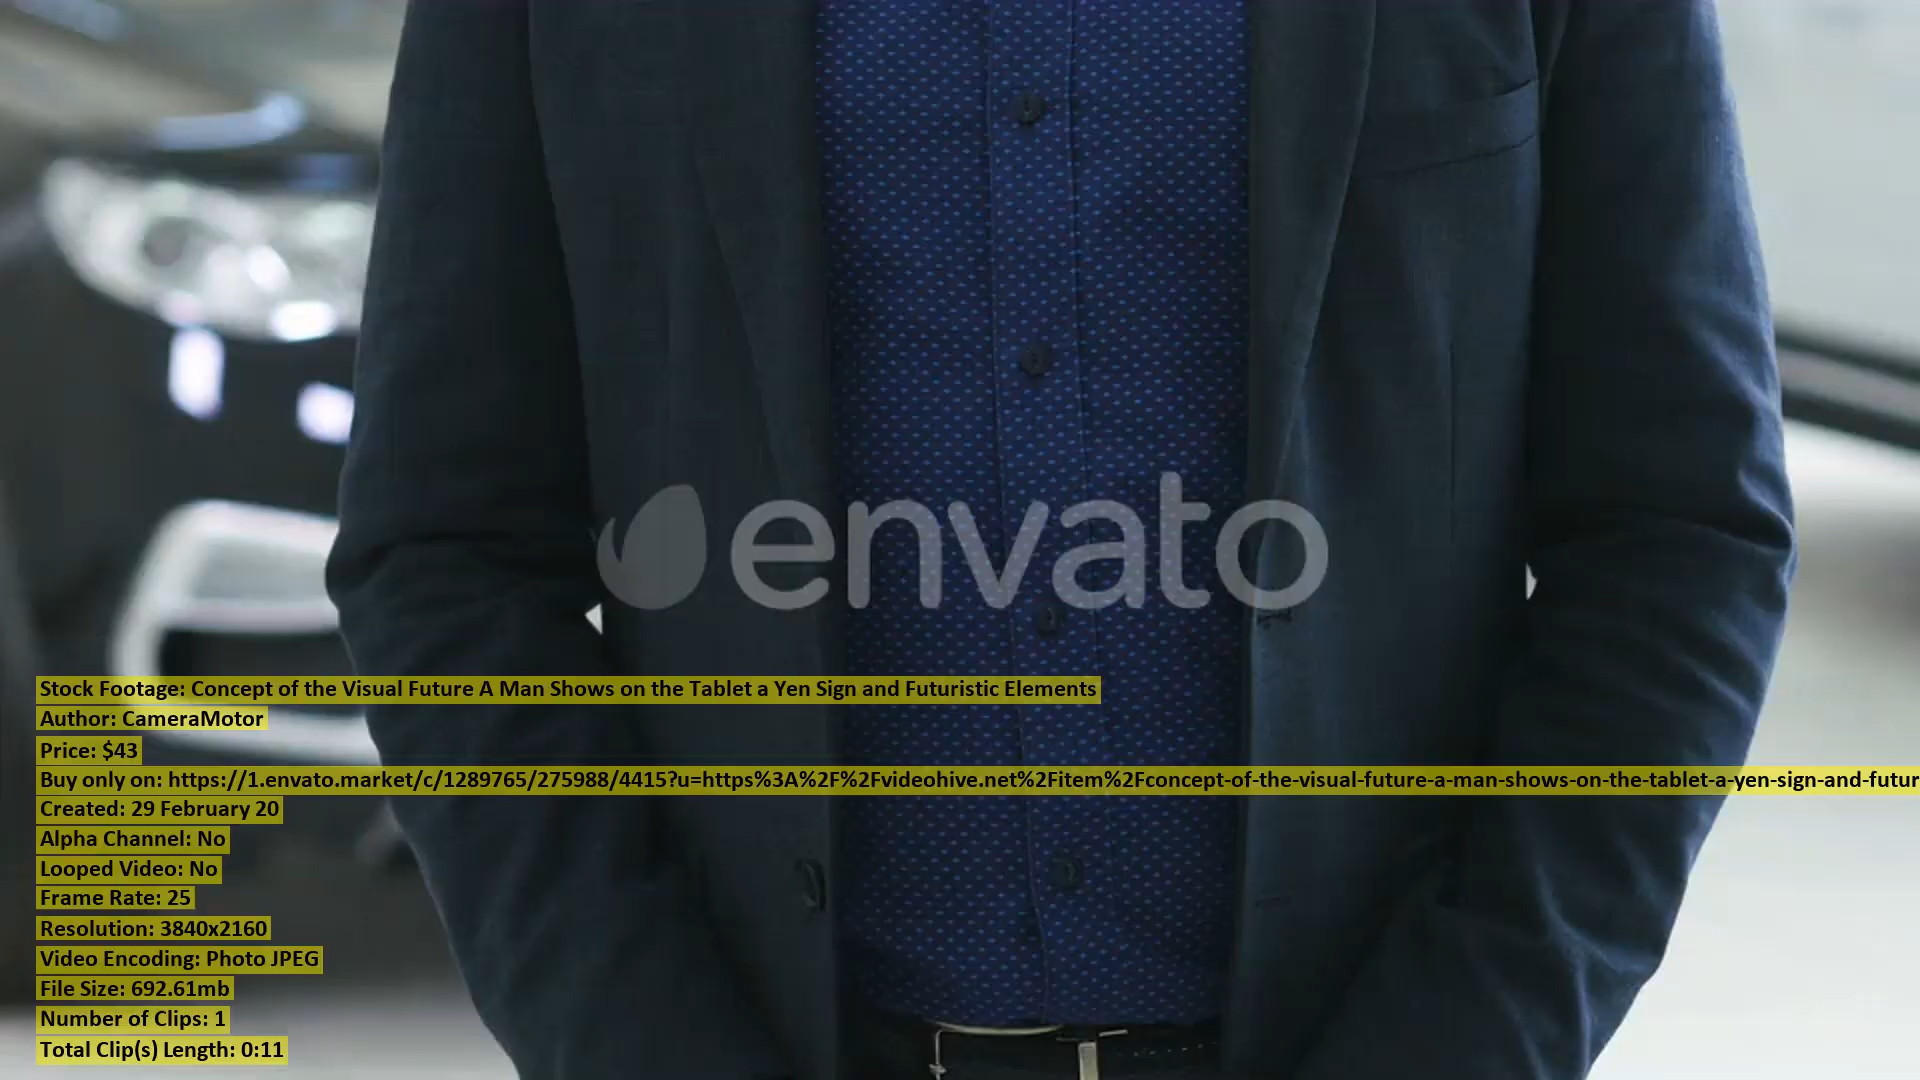 envato
Stock Footage: Concept of the Visual Future A Man Shows on the Tablet a Yen Sign and Futuristic Elements
Author: CameraMotor
Price: $43
Buy only on: https://1.envato.market/c/1289765/275988/4415?u=https%3A%2F%2Fvideohive.net%2Fitem%2Fconcept-of-the-visual-future-a-man-shows-on-the-tablet-a-yen-sign-and-futur
Created: 29 February 20
Alpha Channel: No
Looped Video: No
Frame Rate: 25
Resolution: 3840x2160
Video Encoding: Photo JPEG
File Size: 692.61mb
Number of Clips: 1
Total Clip(s) Length: 0:11